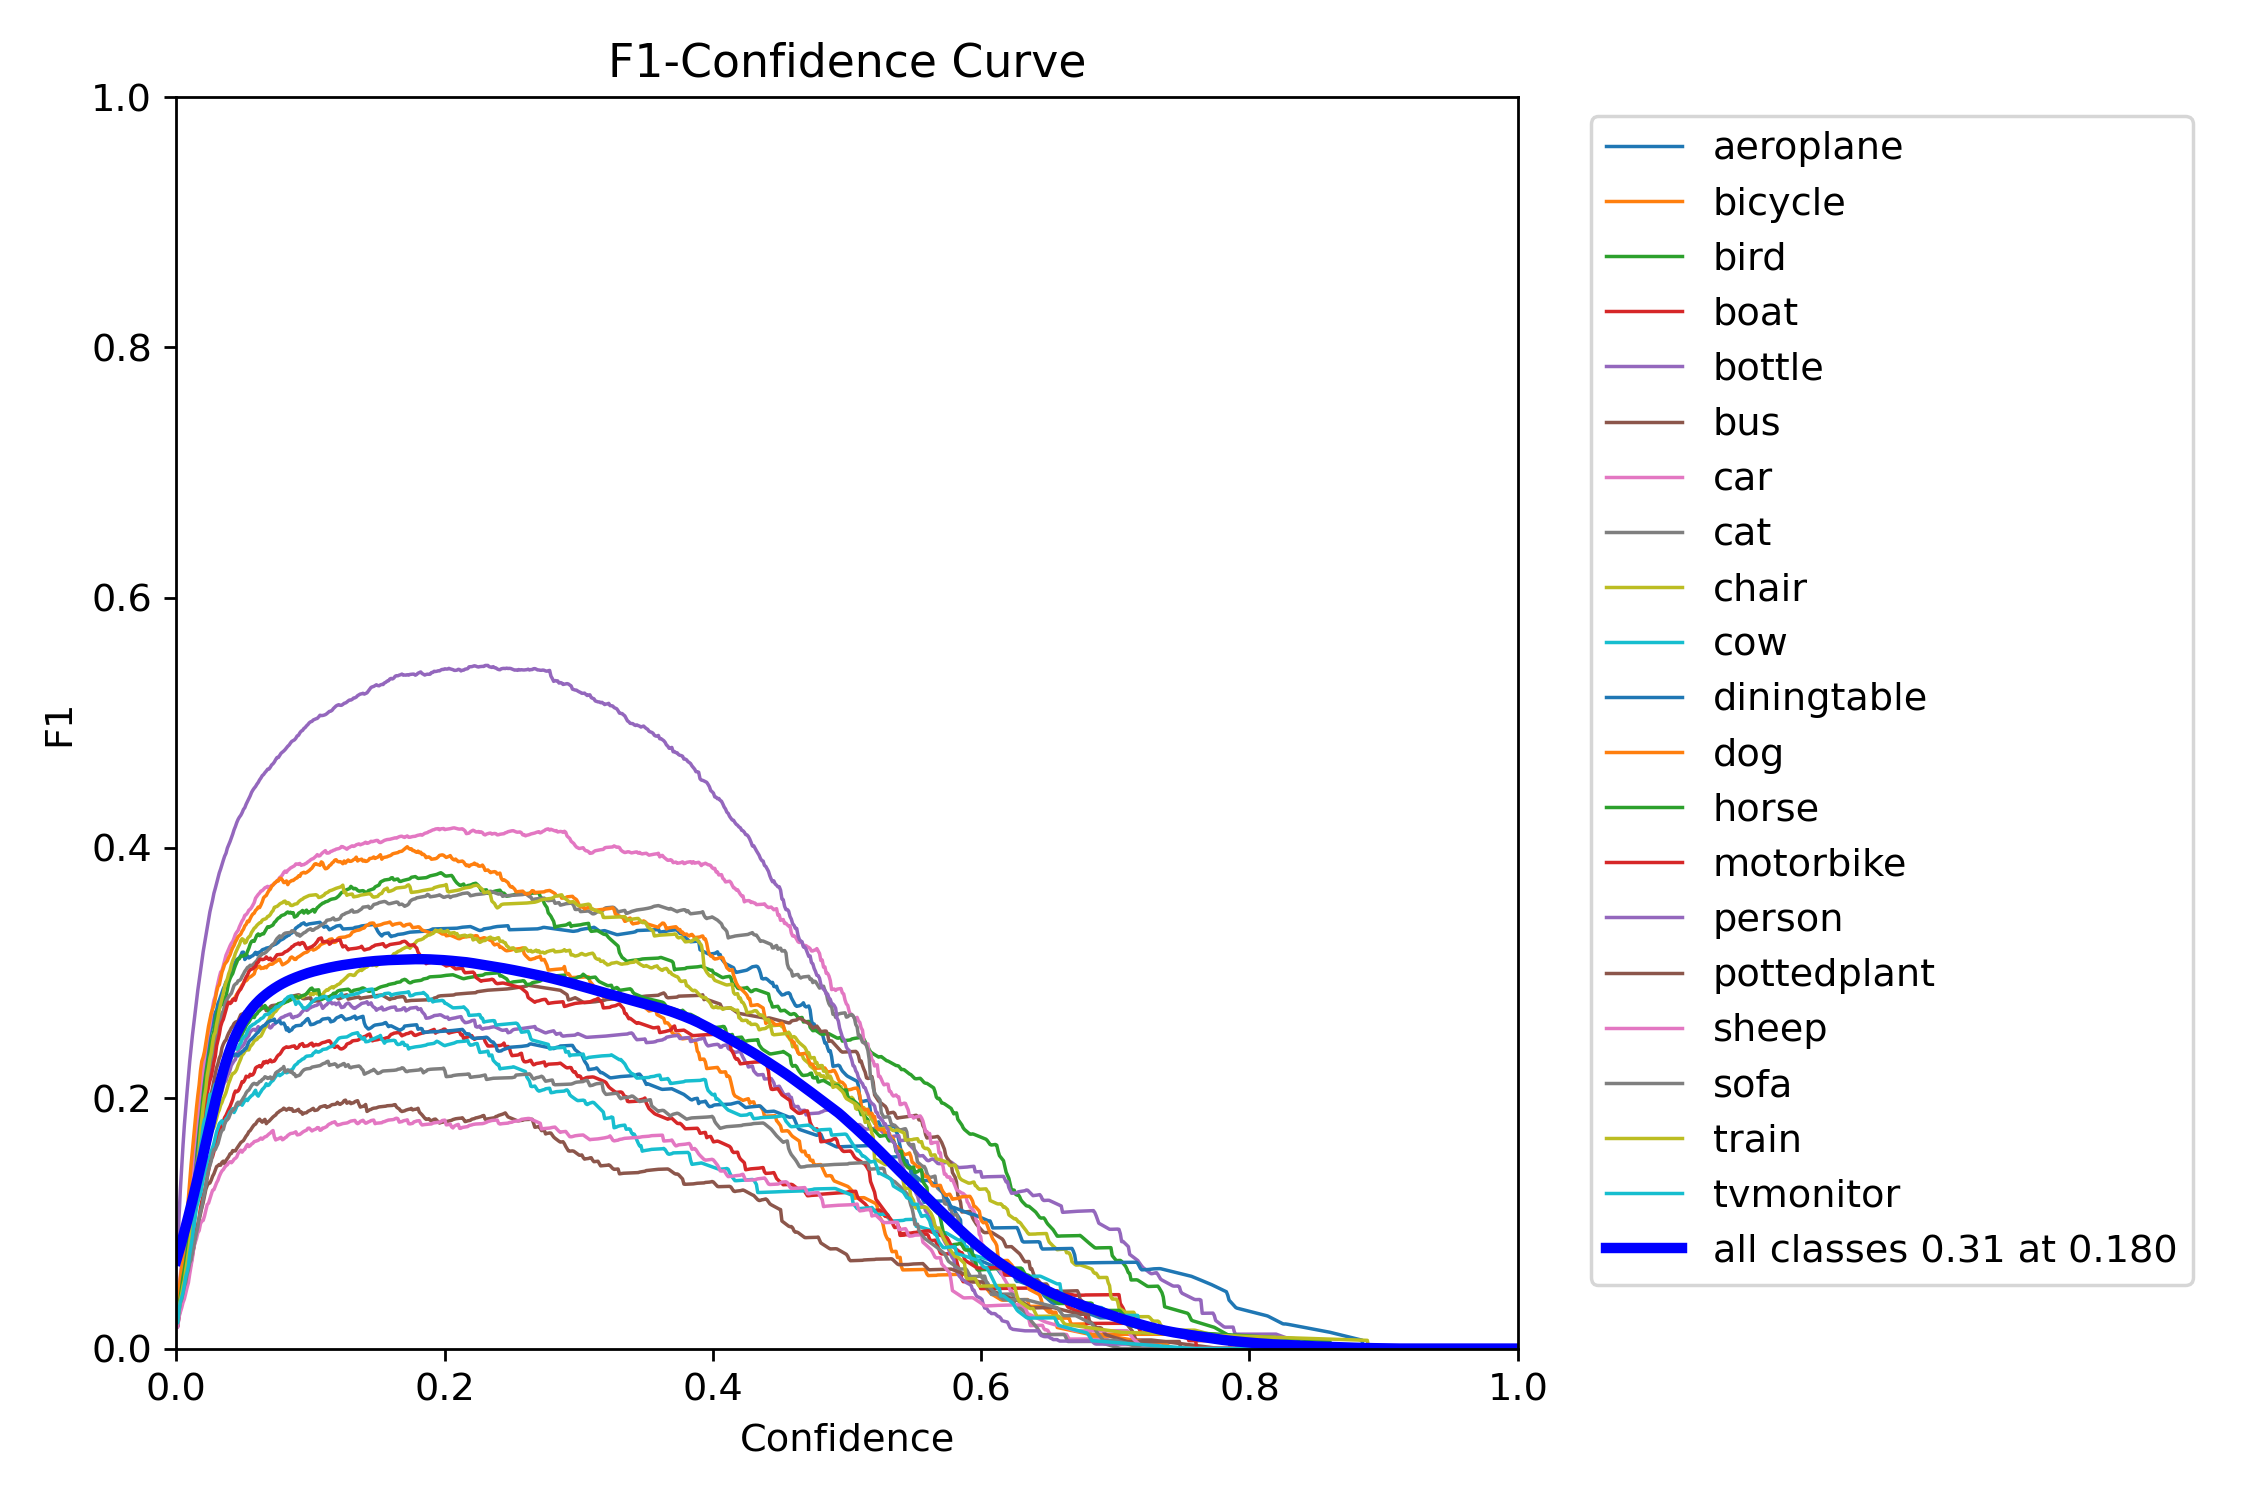 F1-Confidence Curve
1.0
0.8
0.6
0.4
0.2
0.0
F1
0.0 0.2 0.4 0.6 0.8 1.0
Confidence
aeroplane
bicycle
bird
boat
bottle
bus
car
cat
chair
cow
diningtable
dog
horse
motorbike
person
pottedplant
sheep
sofa
train
tvmonitor
all classes 0.31 at 0.180